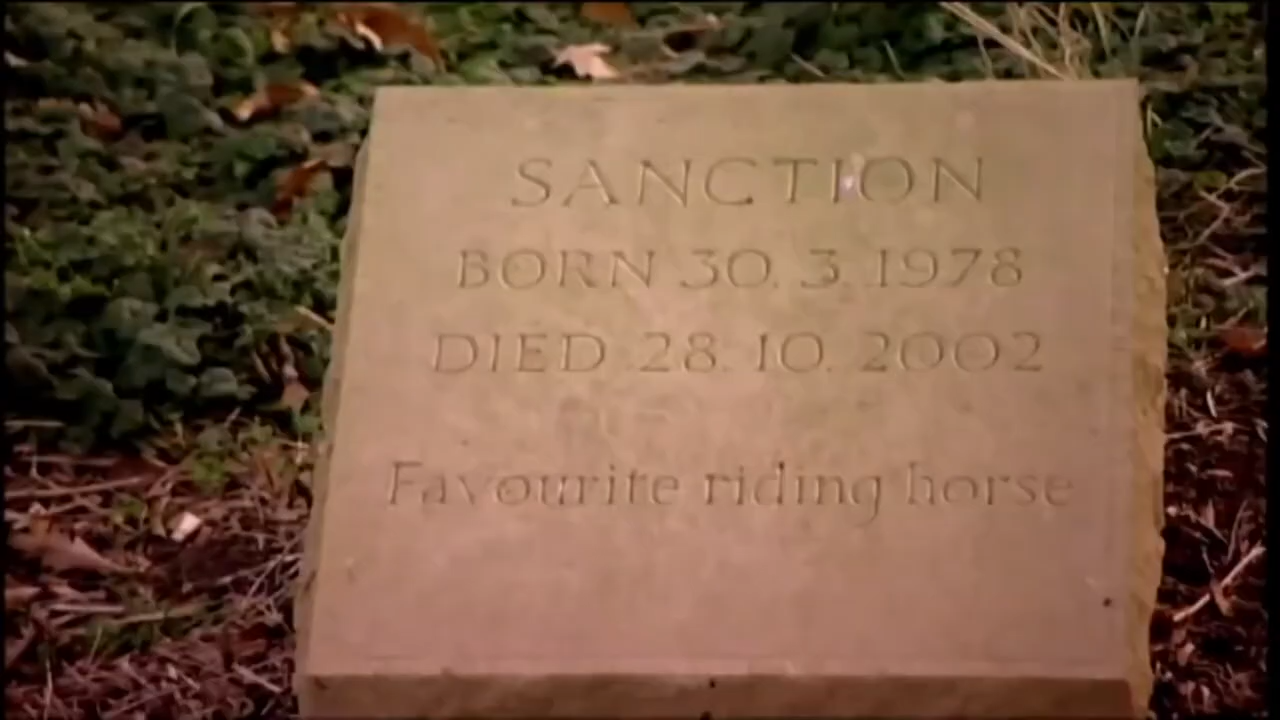 SANCTION
BORN 30.3.1978
DIED 28.10.2002
Favourite riding horse